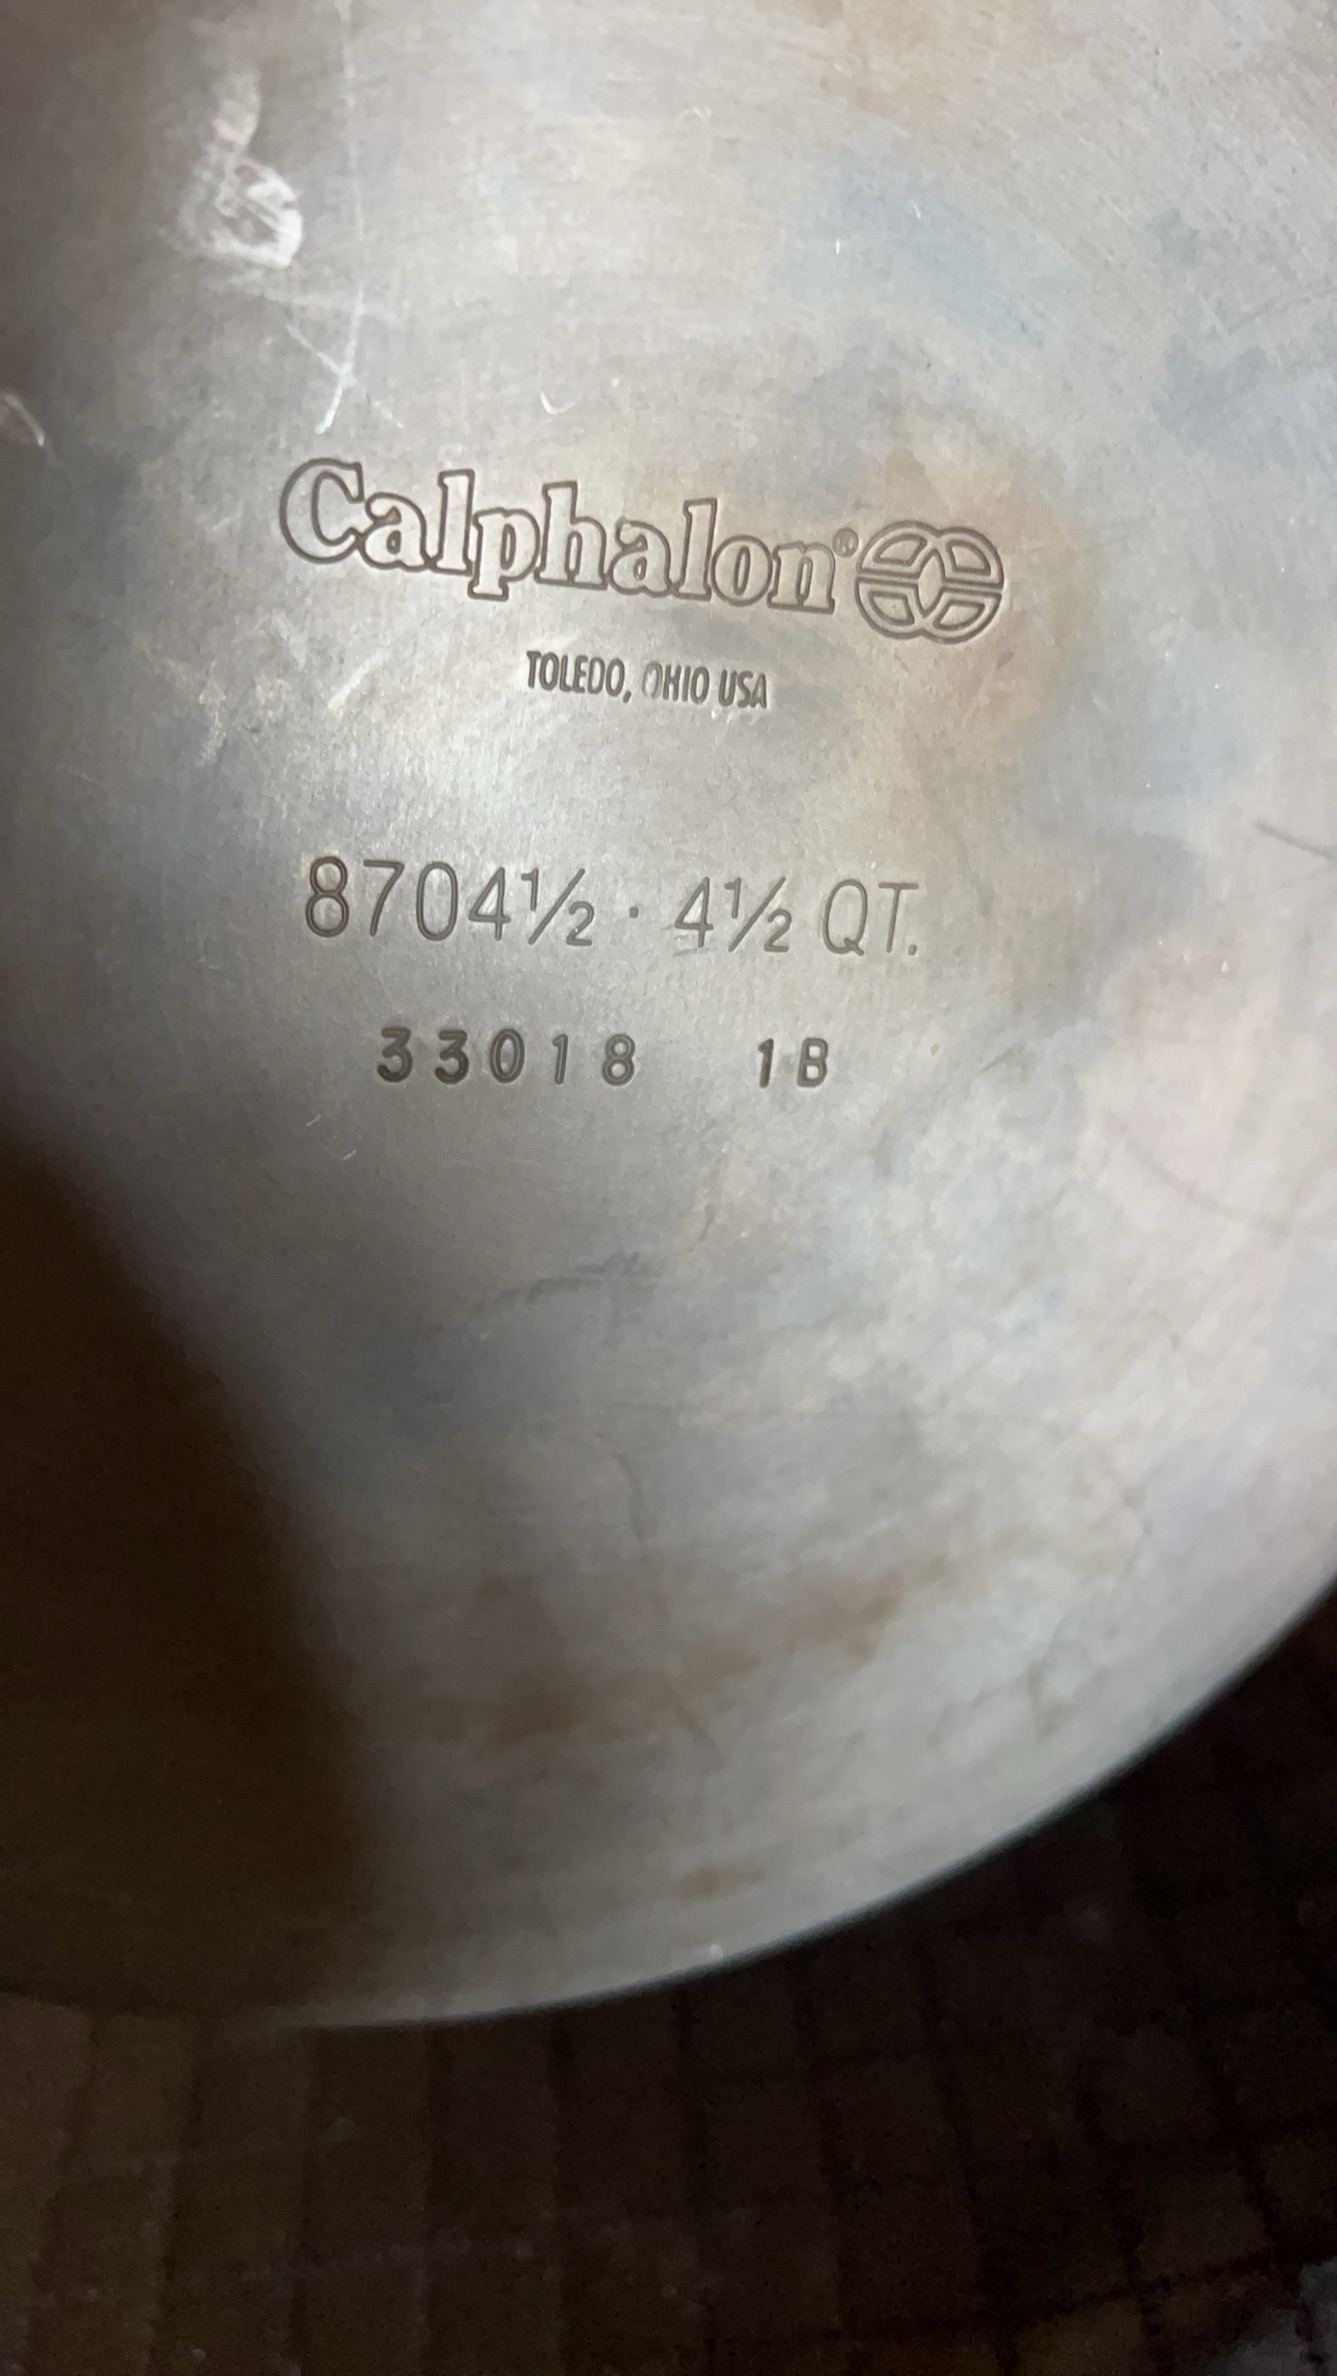 Calphalon®
TOLEDO, OHIO USA
8704½ · 4½ QT.
33018 1B